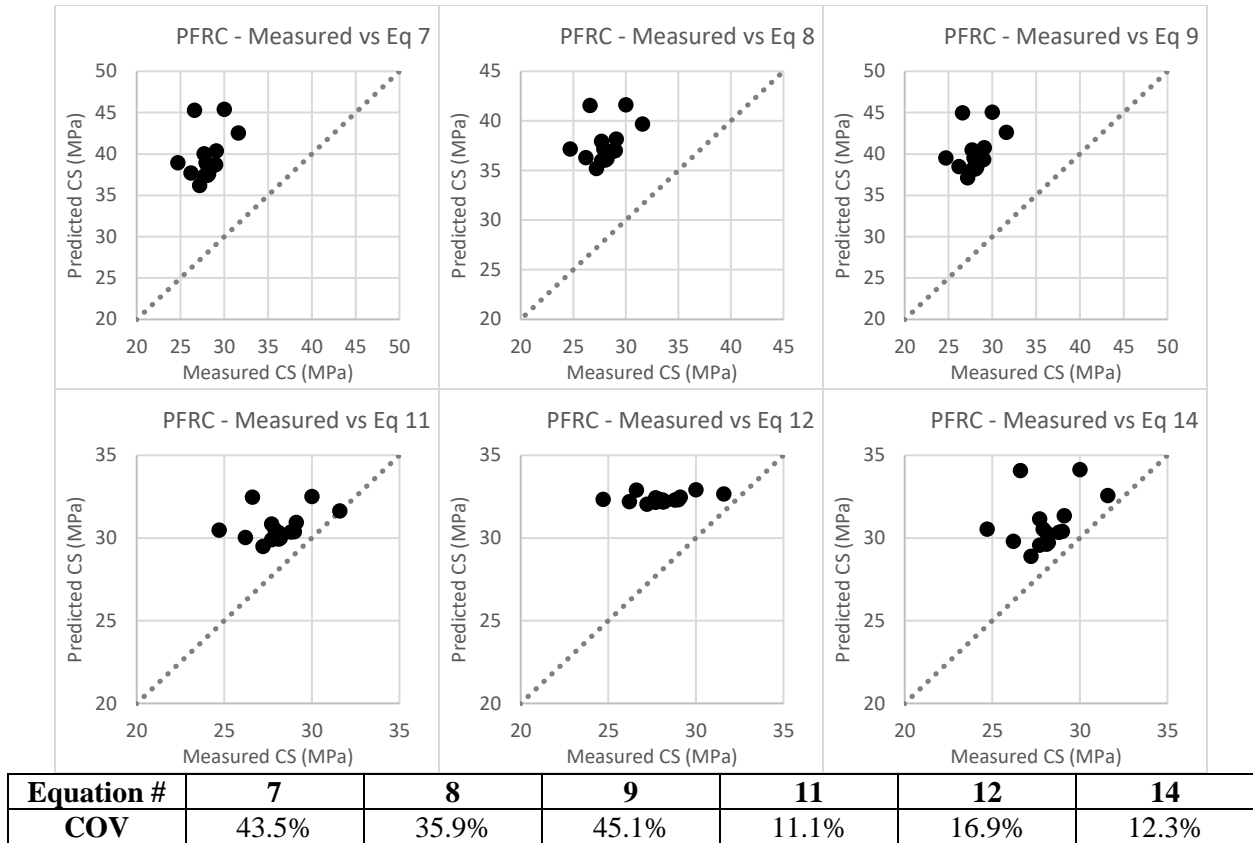 PFRC - Measured vs Eq 7
50
45
40
35
30
25
20
Predicted CS (MPa)
20 25 30 35 40 45 50
Measured CS (MPa)
PFRC - Measured vs Eq 8
45
40
35
30
25
20
Predicted CS (MPa)
20 25 30 35 40 45
Measured CS (MPa)
PFRC - Measured vs Eq 9
50
45
40
35
30
25
20
Predicted CS (MPa)
20 25 30 35 40 45 50
Measured CS (MPa)
PFRC - Measured vs Eq 11
35
30
25
20
Predicted CS (MPa)
20 25 30 35
Measured CS (MPa)
PFRC - Measured vs Eq 12
35
30
25
20
Predicted CS (MPa)
20 25 30 35
Measured CS (MPa)
PFRC - Measured vs Eq 14
35
30
25
20
Predicted CS (MPa)
20 25 30 35
Measured CS (MPa)
Equation # 7 8 9 11 12 14
COV 43.5% 35.9% 45.1% 11.1% 16.9% 12.3%